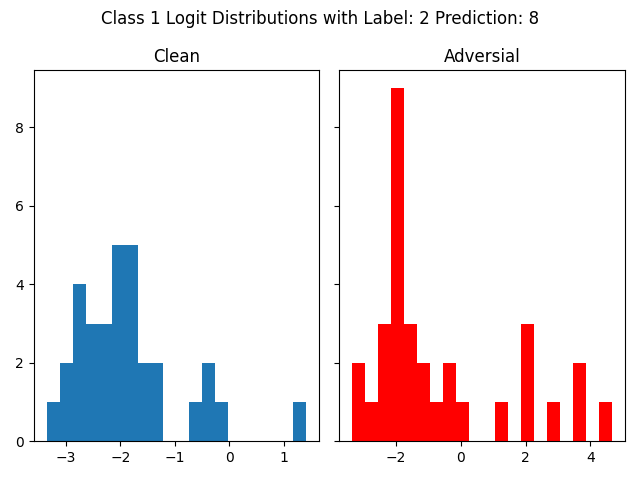 Class 1 Logit Distributions with Label: 2 Prediction: 8
Clean
Adversial
8
6
4
2
0
−3 −2 −1 0 1
−2 0 2 4